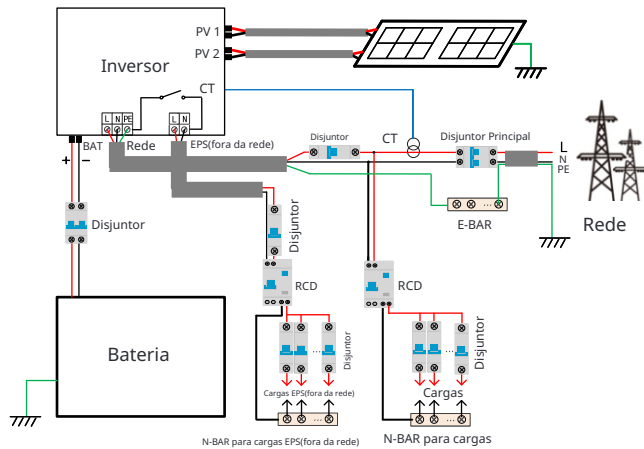 PV 1
PV 2
Inversor
CT
L N PE
L N
BAT
Rede
EPS(fora da rede)
+ −
Disjuntor
CT
Disjuntor Principal
L
N
PE
E-BAR
Rede
Disjuntor
Disjuntor
RCD
RCD
Bateria
Disjuntor
Disjuntor
...
...
...
Cargas EPS(fora da rede)
Cargas
...
...
N-BAR para cargas EPS(fora da rede)
N-BAR para cargas